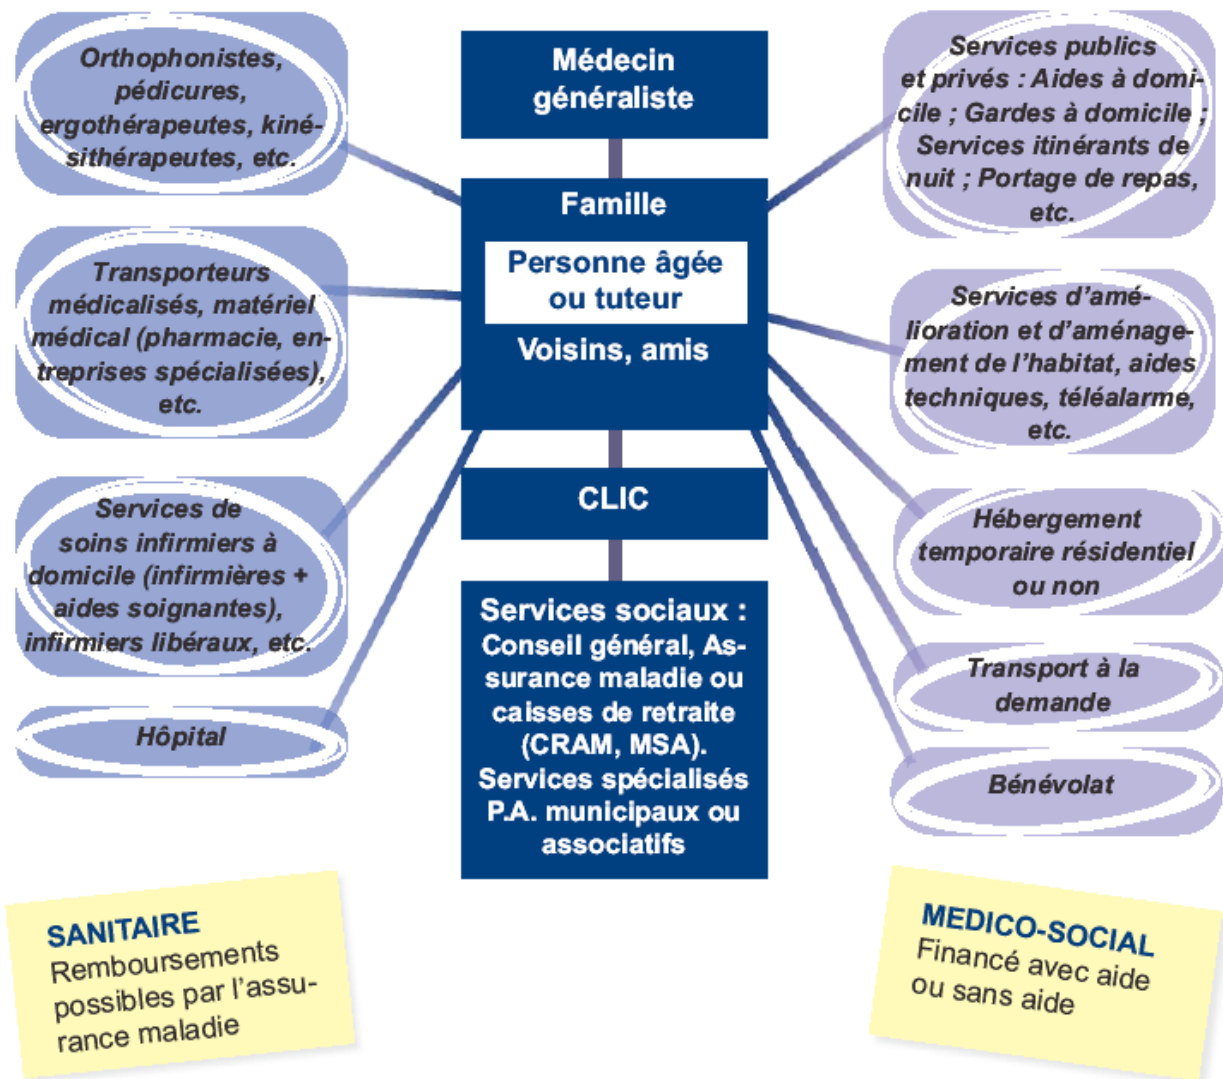 Orthophonistes,
pédicures,
ergothérapeutes, kiné-
sithérapeutes, etc.
Transporteurs
médicalisés, matériel
médical (pharmacie, en-
treprises spécialisées),
etc.
Services de
soins infirmiers à
domicile (infirmières +
aides soignantes),
infirmiers libéraux, etc.
Hôpital
Médecin
généraliste
Famille
Personne âgée
ou tuteur
Voisins, amis
CLIC
Services sociaux :
Conseil général, As-
surance maladie ou
caisses de retraite
(CRAM, MSA).
Services spécialisés
P.A. municipaux ou
associatifs
Services publics
et privés : Aides à domi-
cile ; Gardes à domicile ;
Services itinérants de
nuit ; Portage de repas,
etc.
Services d'amé-
lioration et d'aménage-
ment de l'habitat, aides
techniques, téléalarme,
etc.
Hébergement
temporaire résidentiel
ou non
Transport à la
demande
Bénévolat
SANITAIRE
Remboursements
possibles par l'assu-
rance maladie
MEDICO-SOCIAL
Financé avec aide
ou sans aide